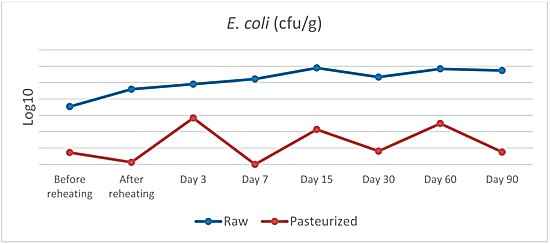 E. coli (cfu/g)
Log10
Before reheating
After reheating
Day 3
Day 7
Day 15
Day 30
Day 60
Day 90
Raw
Pasteurized